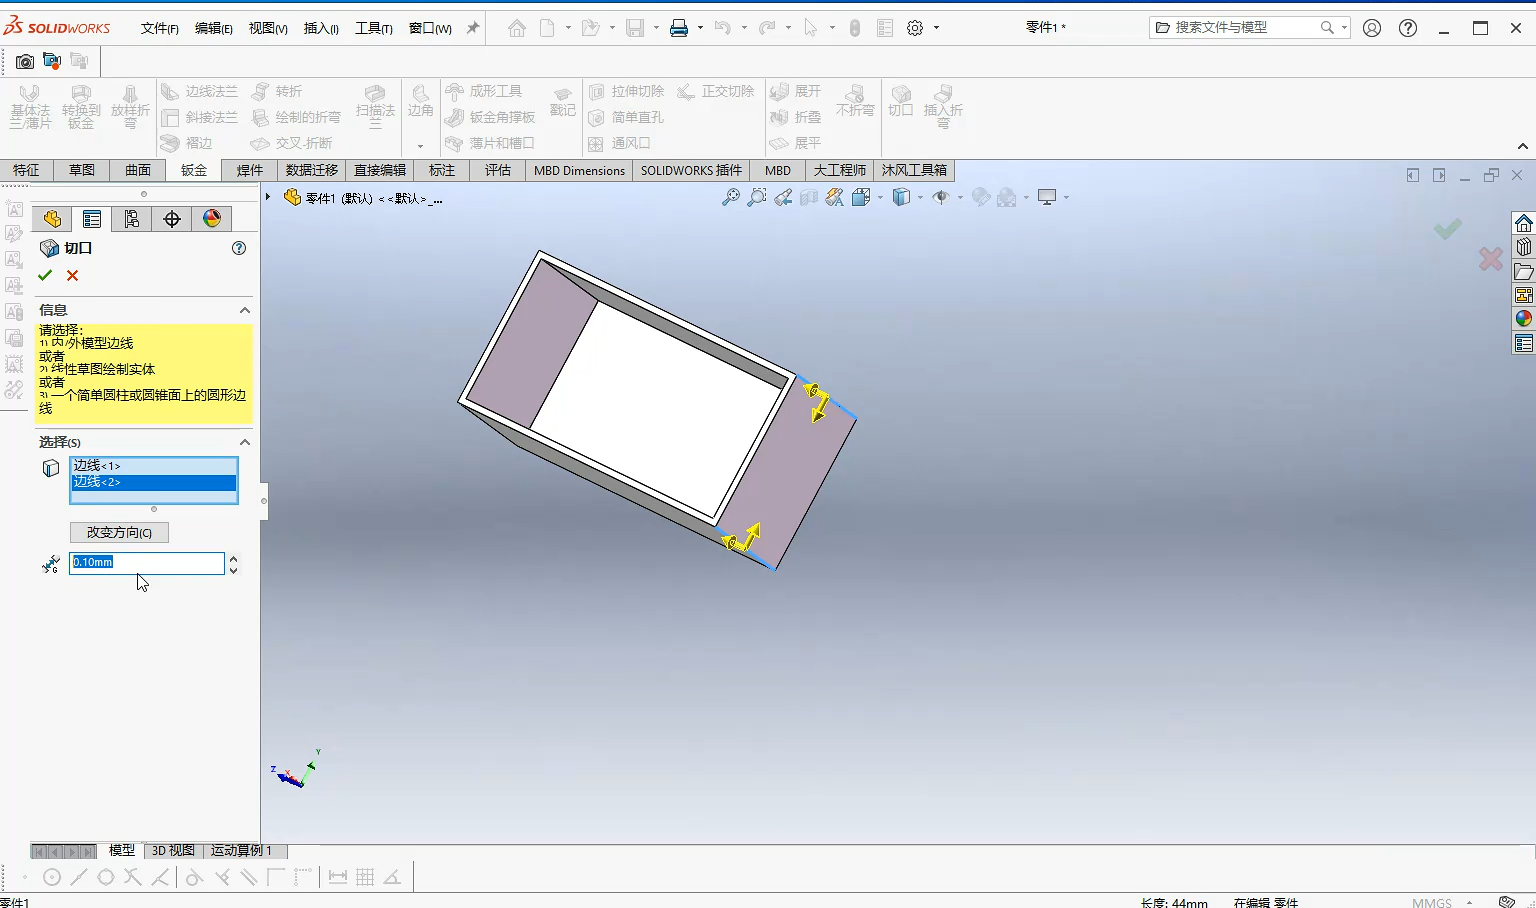 SOLIDWORKS 文件(F) 编辑(E) 视图(V) 插入(I) 工具(T) 窗口(W) 零件1 * 搜索文件与模型
基体法兰/薄片 转换到钣金 放样折弯 边线法兰 斜接法兰 褶边 转折 绘制的折弯 交叉-折断 扫描法兰 边角 成形工具 钣金角撑板 薄片和槽口 戳记 拉伸切除 简单直孔 通风口 正交切除 展开 折叠 展平 不折弯 切口 插入折弯
特征 草图 曲面 钣金 焊件 数据迁移 直接编辑 标注 评估 MBD Dimensions SOLIDWORKS 插件 MBD 大工程师 沐风工具箱
零件1 (默认) <<默认>_...
切口
信息
请选择:
1) 内/外模型边线
或者
2) 线性草图绘制实体
或者
3) 一个简单圆柱或圆锥面上的圆形边
线
选择(S)
边线<1>
边线<2>
改变方向(C)
G
0.10mm
Y
Z
X
模型 3D 视图 运动算例 1
零件1 长度: 44mm 在编辑 零件 MMGS